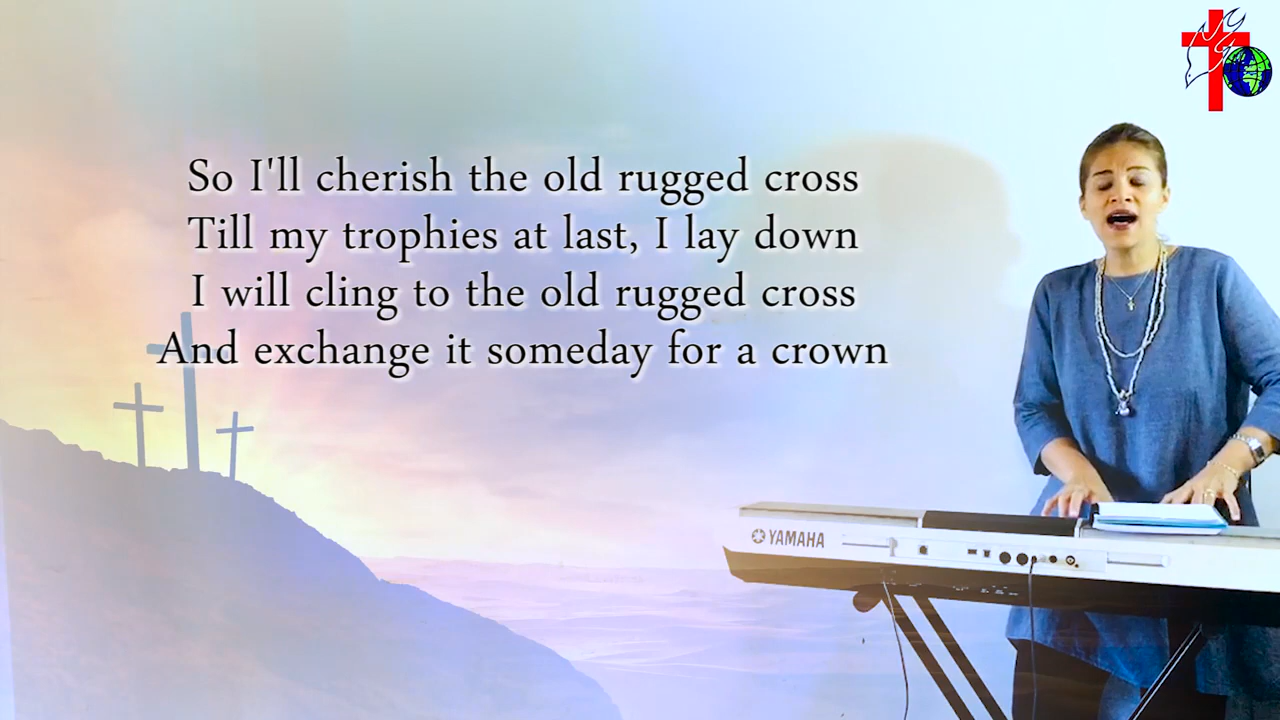 So I'll cherish the old rugged cross
Till my trophies at last, I lay down
I will cling to the old rugged cross
And exchange it someday for a crown
YAMAHA